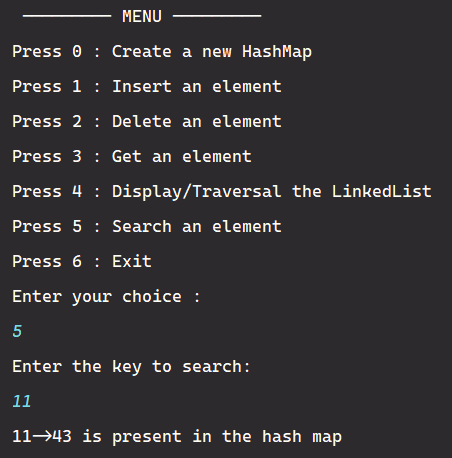 --------- MENU ---------
Press 0 : Create a new HashMap
Press 1 : Insert an element
Press 2 : Delete an element
Press 3 : Get an element
Press 4 : Display/Traversal the LinkedList
Press 5 : Search an element
Press 6 : Exit
Enter your choice :
5
Enter the key to search:
11
11->43 is present in the hash map